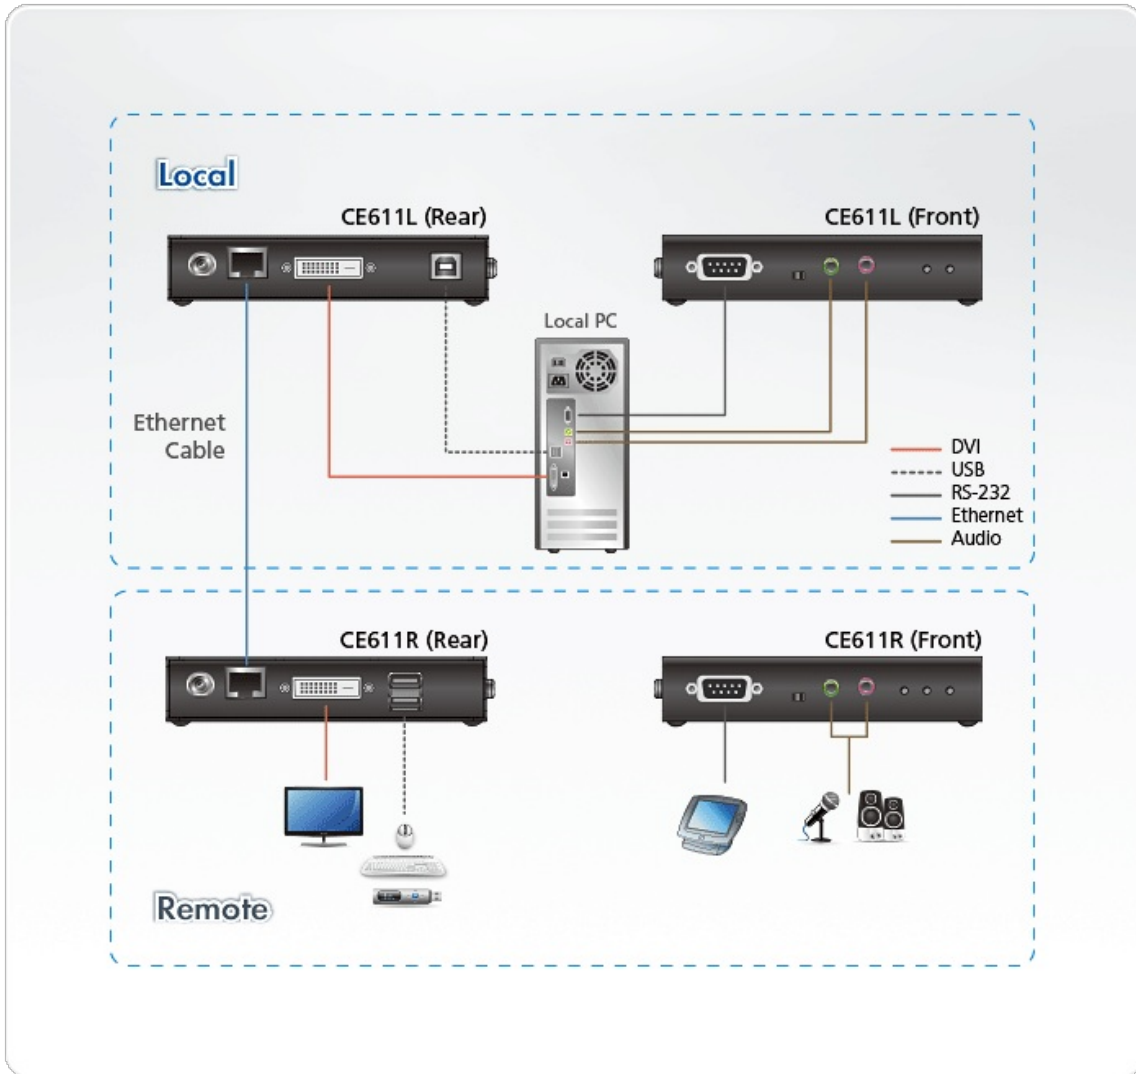 Local
CE611L (Rear)
CE611L (Front)
Local PC
Ethernet
Cable
DVI
USB
RS-232
Ethernet
Audio
CE611R (Rear)
CE611R (Front)
Remote